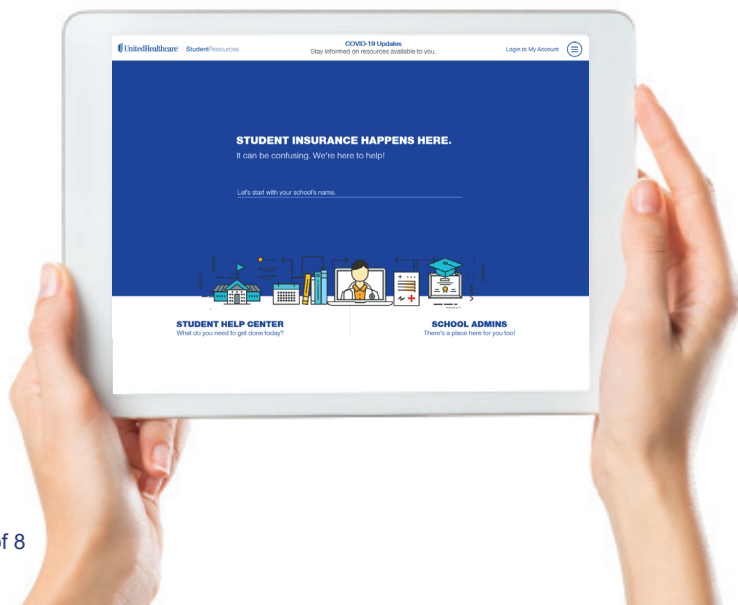 UnitedHealthcare | StudentResources
COVID-19 Updates
Stay informed on resources available to you.
Login to My Account
STUDENT INSURANCE HAPPENS HERE.
It can be confusing. We're here to help!
Let's start with your school's name.
STUDENT HELP CENTER
What do you need to get done today?
SCHOOL ADMINS
There's a place here for you too!
of 8